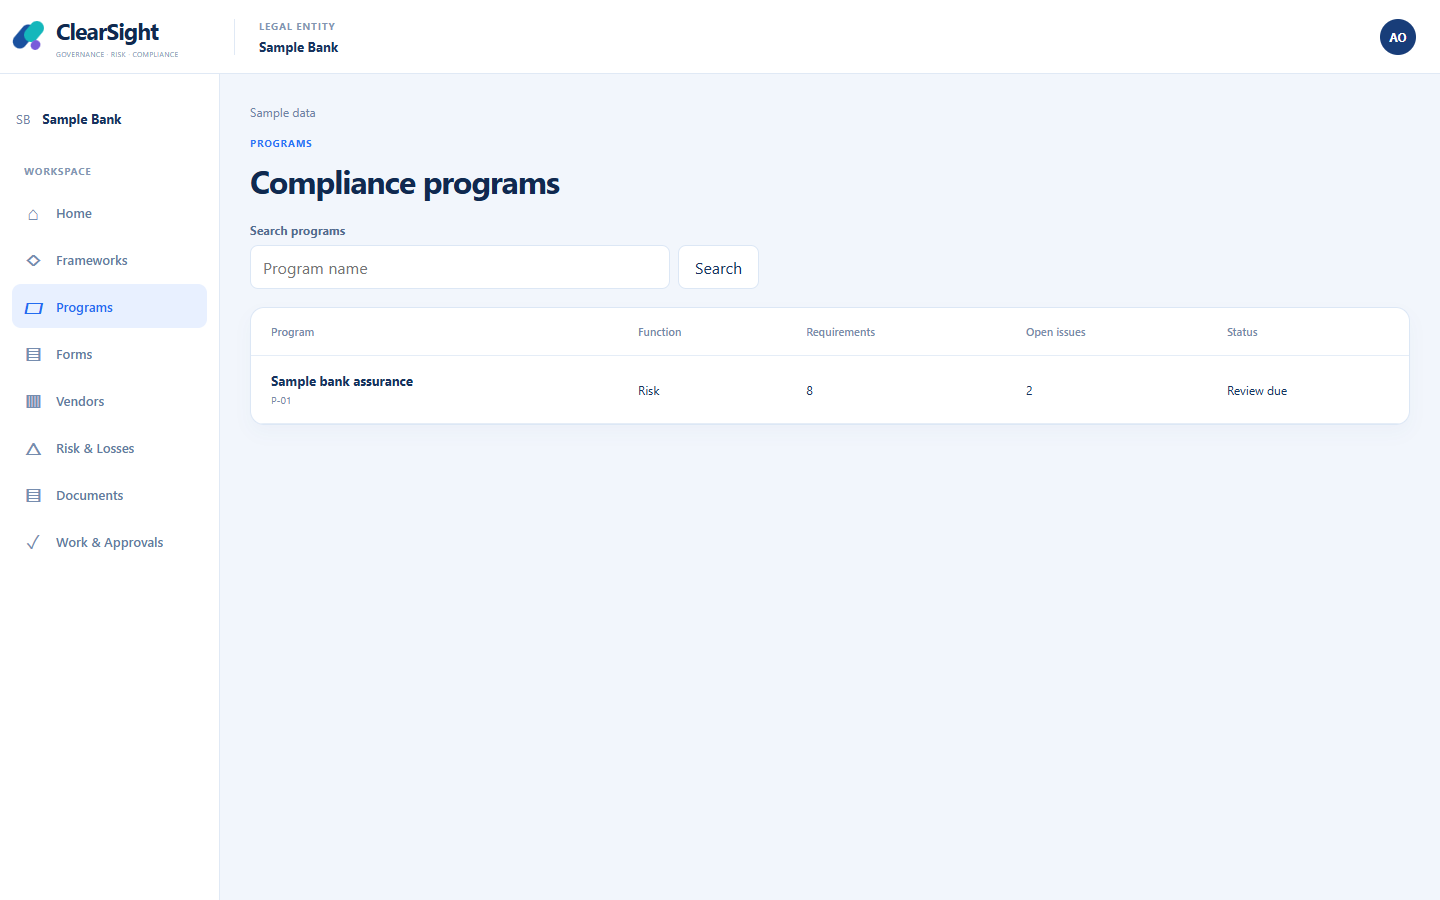 ClearSight
GOVERNANCE · RISK · COMPLIANCE
LEGAL ENTITY
Sample Bank
AO
SB Sample Bank
WORKSPACE
Home
Frameworks
Programs
Forms
Vendors
Risk & Losses
Documents
Work & Approvals
Sample data
PROGRAMS
Compliance programs
Search programs
Program name
Search
Program Function Requirements Open issues Status
Sample bank assurance Risk 8 2 Review due
P-01